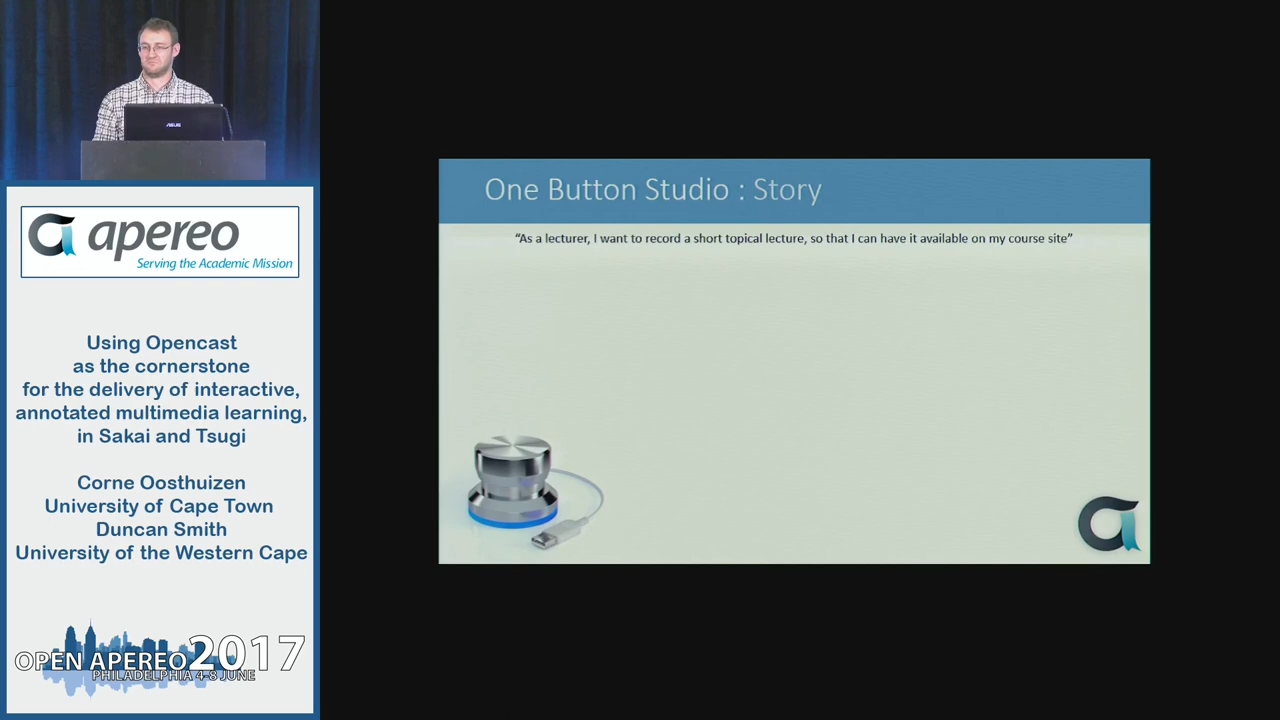 ASUS
apereo
Serving the Academic Mission
Using Opencast
as the cornerstone
for the delivery of interactive,
annotated multimedia learning,
in Sakai and Tsugi
Corne Oosthuizen
University of Cape Town
Duncan Smith
University of the Western Cape
OPEN APEREO 2017
PHILADELPHIA 4-8 JUNE
One Button Studio : Story
“As a lecturer, I want to record a short topical lecture, so that I can have it available on my course site”